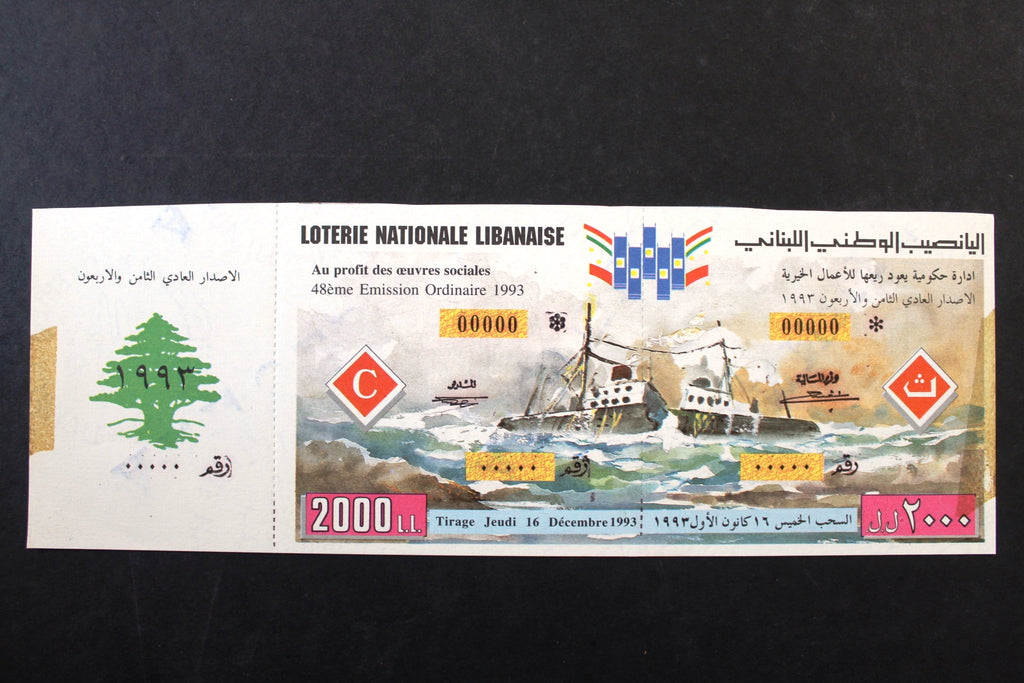 الاصدار العادي الثامن والاربعون
١٩٩٣
رقم
٠٠٠٠٠
LOTERIE NATIONALE LIBANAISE
Au profit des œuvres sociales
48ème Emission Ordinaire 1993
00000 ✻
C
اليانصيب الوطني اللبناني
ادارة حكومية يعود ريعها للأعمال الخيرية
الاصدار العادي الثامن والأربعون ١٩٩٣
00000 ✻
وزير المالية
ث
رقم ٠٠٠٠٠
رقم ٠٠٠٠٠
2000 L.L.
Tirage Jeudi 16 Décembre 1993
السحب الخميس ١٦ كانون الأول ١٩٩٣
٢٠٠٠ ل.ل